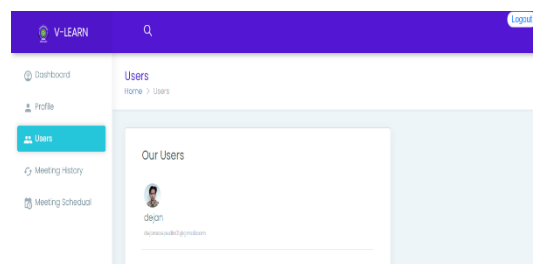 V-LEARN
Logout
Dashboard
Profile
Users
Meeting History
Meeting Schedual
Users
Home > Users
Our Users
dejan